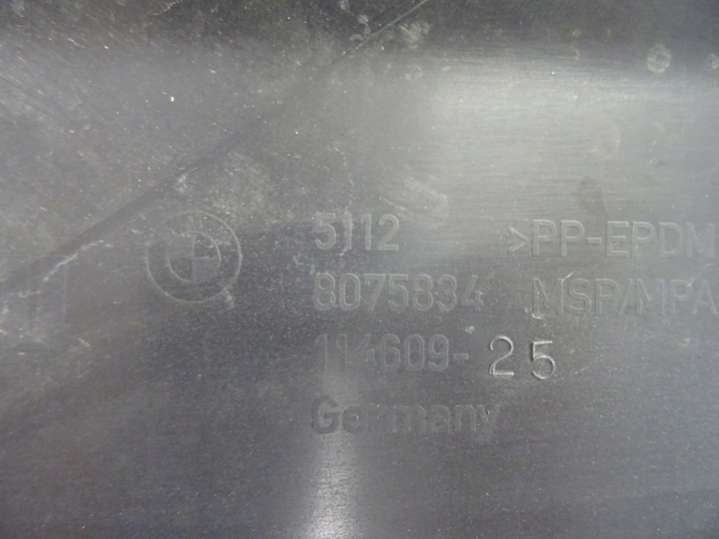 5112 >PP-EPDM
8075834 MSP/MPA
114609-25
Germany